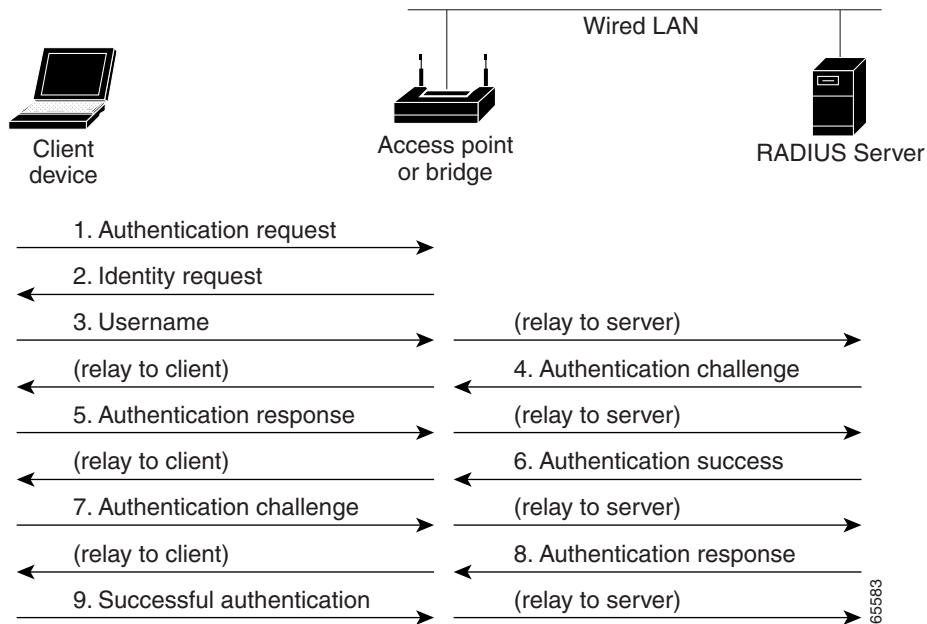 Wired LAN
Client
device
Access point
or bridge
RADIUS Server
1. Authentication request
2. Identity request
3. Username
(relay to server)
(relay to client)
4. Authentication challenge
5. Authentication response
(relay to server)
(relay to client)
6. Authentication success
7. Authentication challenge
(relay to server)
(relay to client)
8. Authentication response
9. Successful authentication
(relay to server)
65583